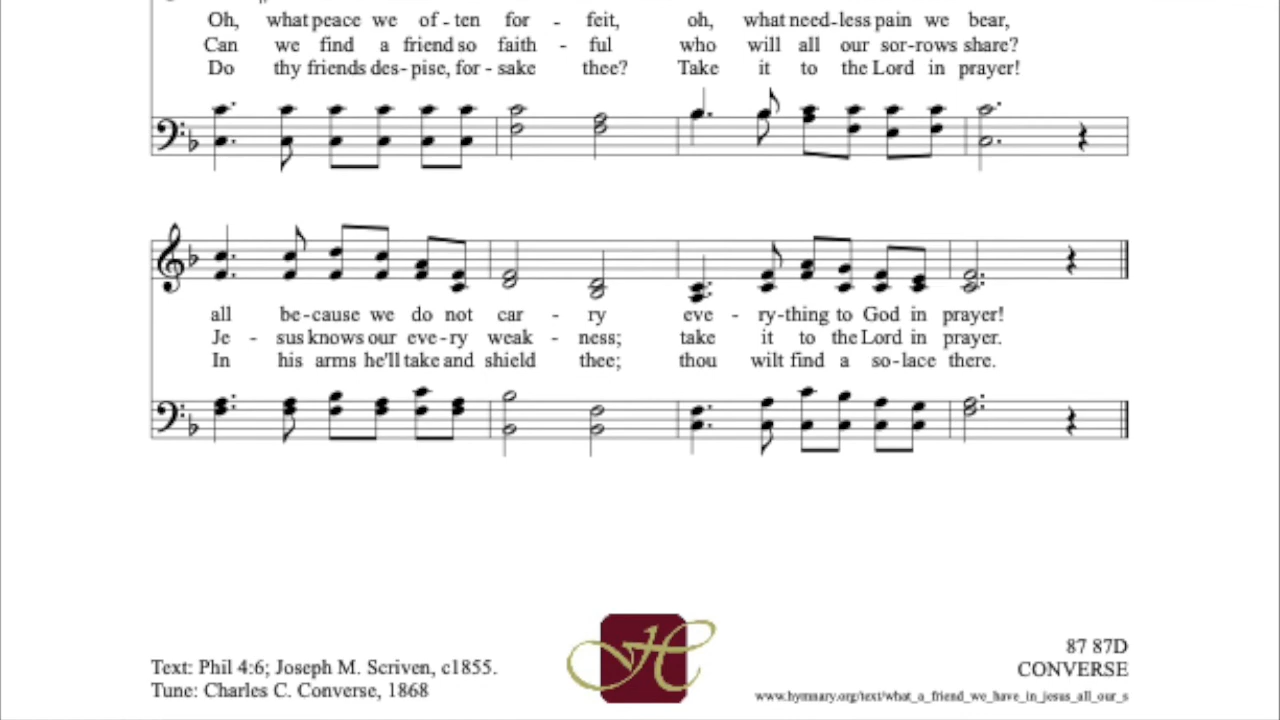 Oh, what peace we of - ten for - feit, oh, what need - less pain we bear,
Can we find a friend so faith - ful who will all our sor - rows share?
Do thy friends des - pise, for - sake thee? Take it to the Lord in prayer!
all be - cause we do not car - ry eve - ry - thing to God in prayer!
Je - sus knows our eve - ry weak - ness; take it to the Lord in prayer.
In his arms he'll take and shield thee; thou wilt find a so - lace there.
Text: Phil 4:6; Joseph M. Scriven, c1855.
Tune: Charles C. Converse, 1868
H
87 87D
CONVERSE
www.hymnary.org/text/what_a_friend_we_have_in_jesus_all_our_s